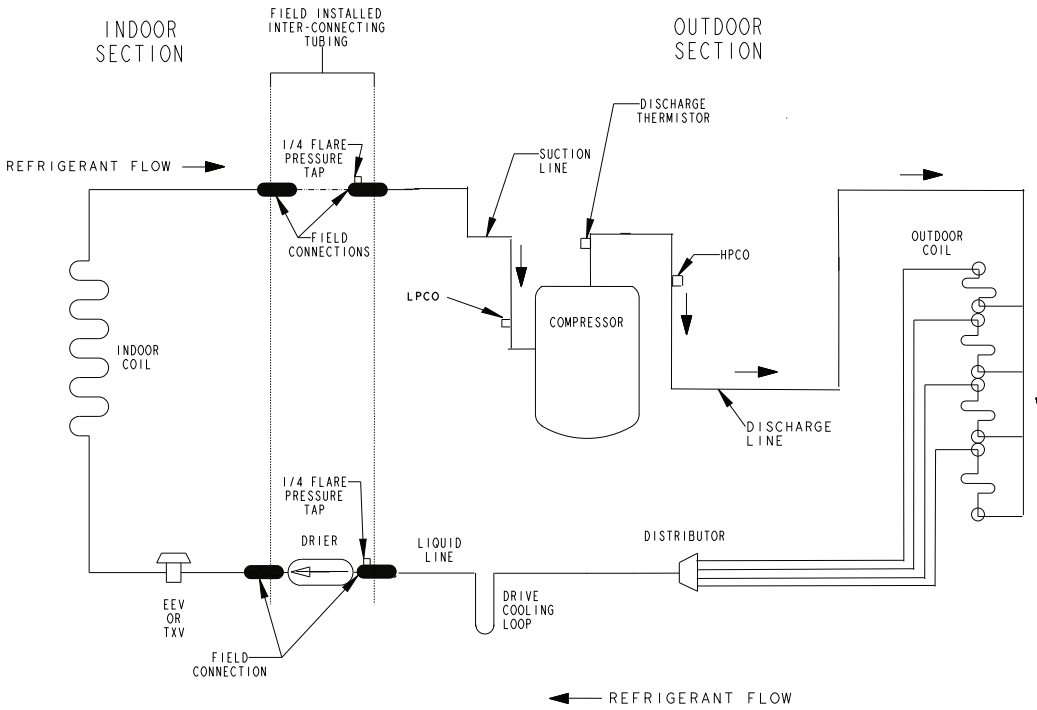 INDOOR
SECTION
FIELD INSTALLED
INTER-CONNECTING
TUBING
OUTDOOR
SECTION
DISCHARGE
THERMISTOR
1/4 FLARE
PRESSURE
TAP
REFRIGERANT FLOW
SUCTION
LINE
FIELD
CONNECTIONS
OUTDOOR
COIL
HPCO
LPCO
COMPRESSOR
INDOOR
COIL
DISCHARGE
LINE
1/4 FLARE
PRESSURE
TAP
DRIER
LIQUID
LINE
DISTRIBUTOR
EEV
OR
TXV
DRIVE
COOLING
LOOP
FIELD
CONNECTION
REFRIGERANT FLOW